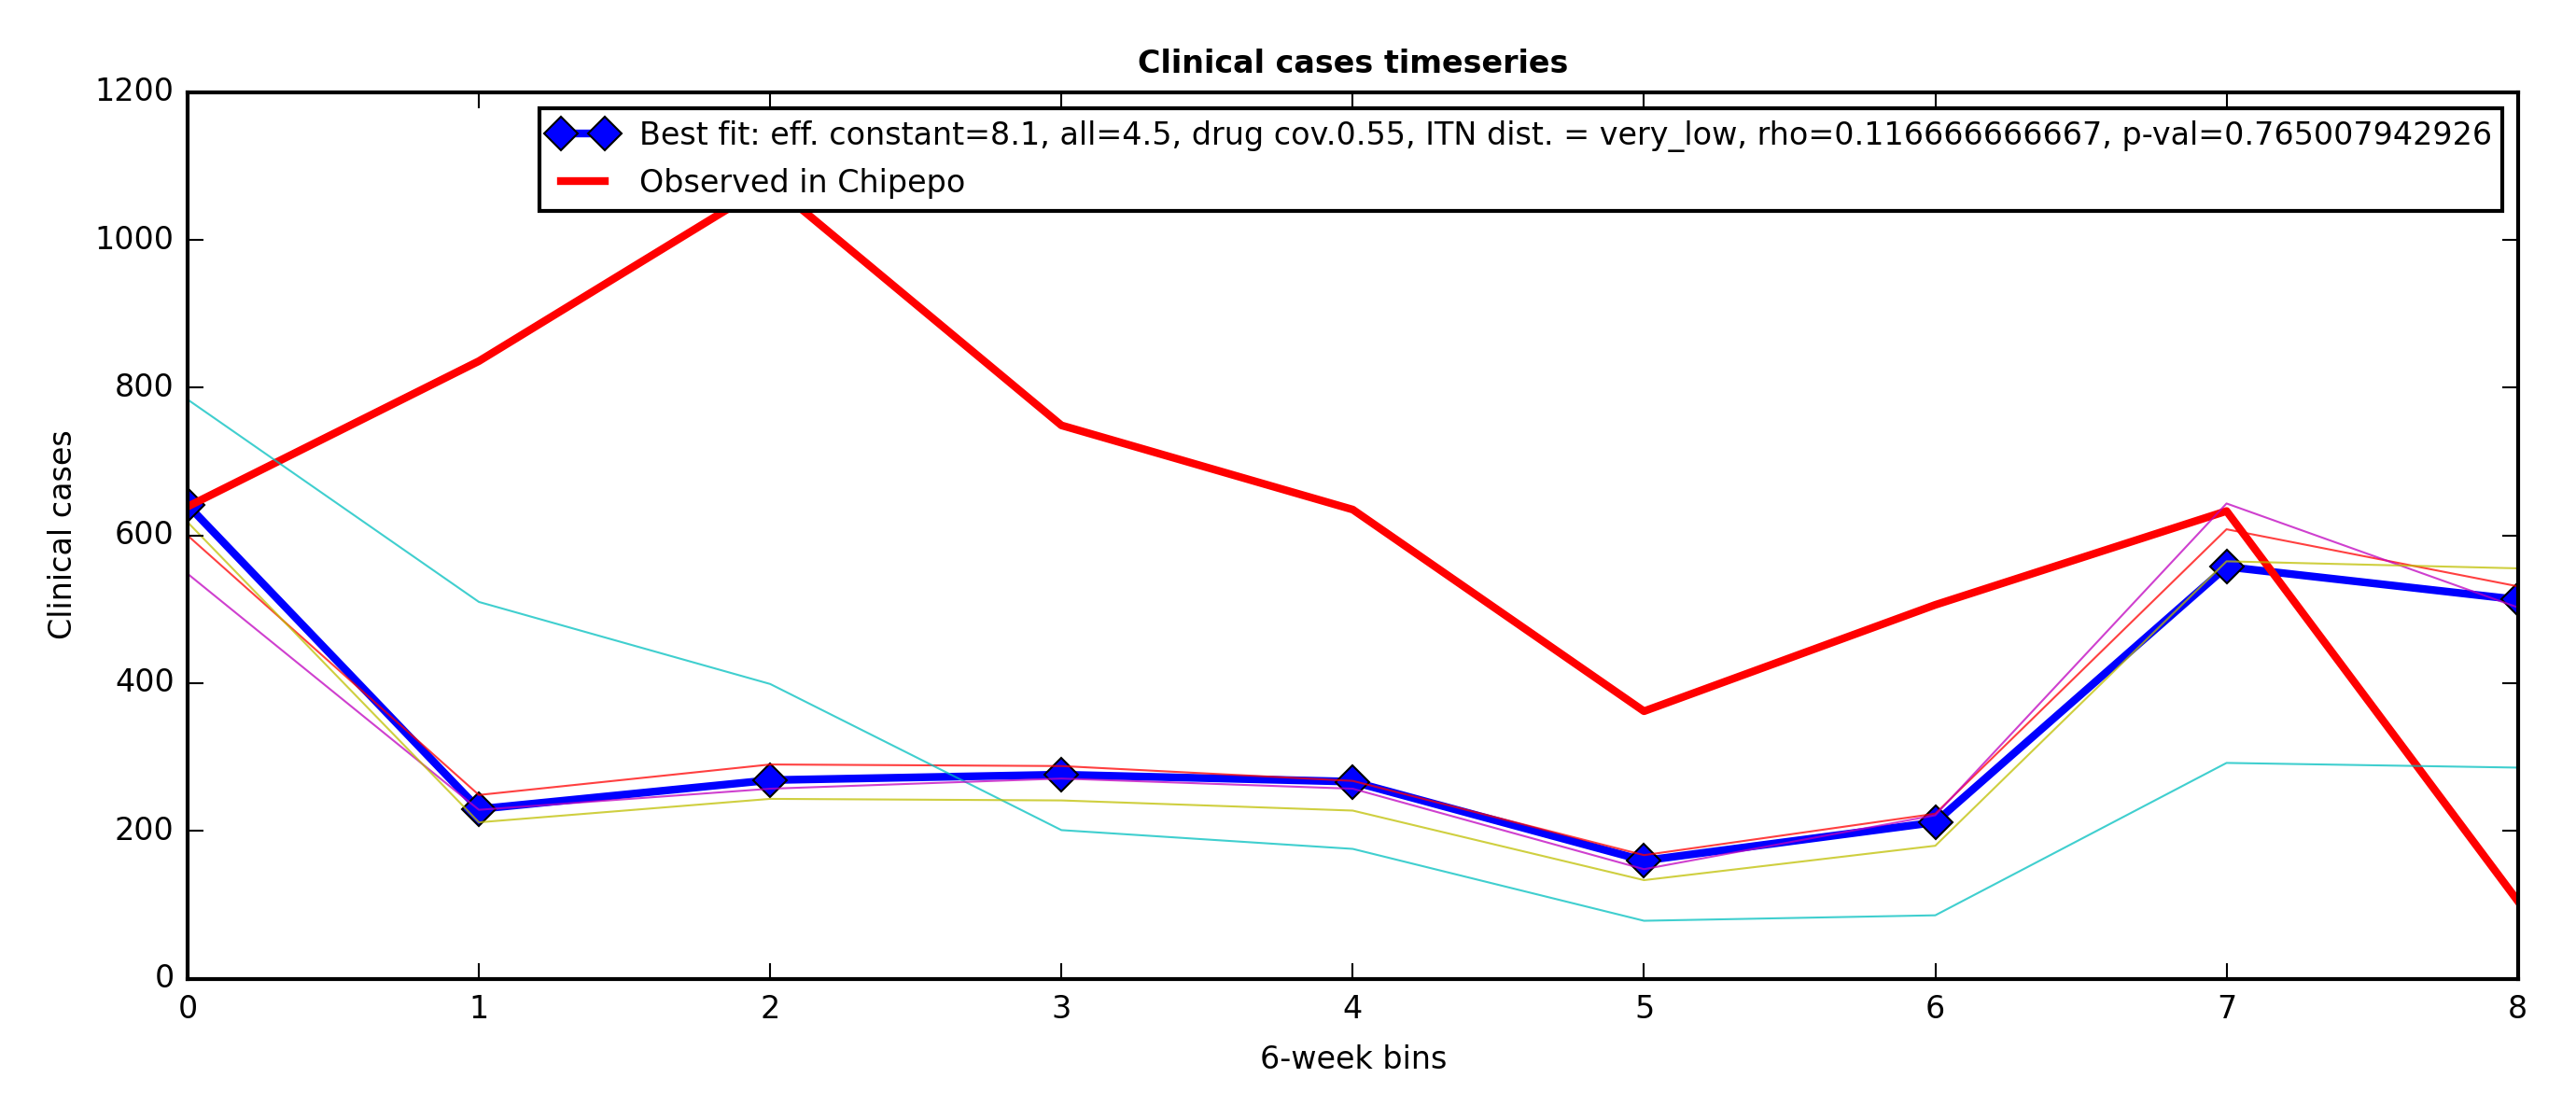 Clinical cases timeseries
1200
1000
800
600
400
200
0
Clinical cases
Best fit: eff. constant=8.1, all=4.5, drug cov.0.55, ITN dist. = very_low, rho=0.116666666667, p-val=0.765007942926
Observed in Chipepo
0 1 2 3 4 5 6 7 8
6-week bins